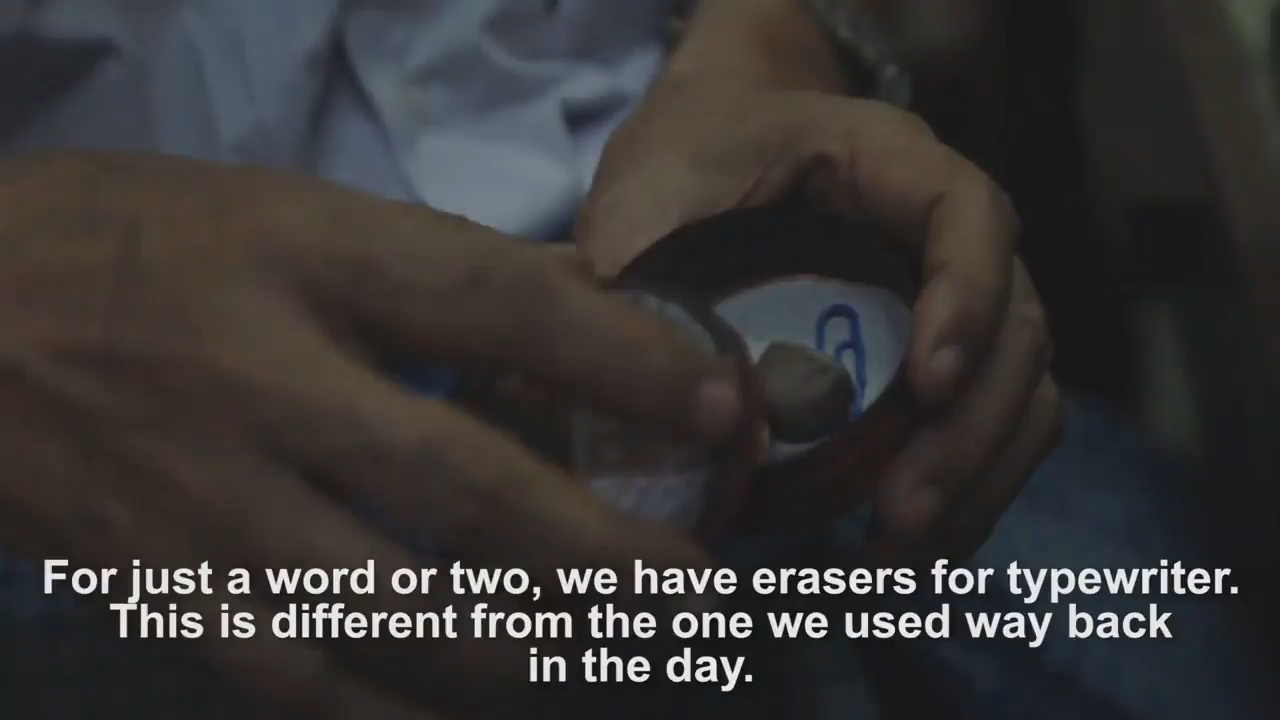 For just a word or two, we have erasers for typewriter.
This is different from the one we used way back
in the day.